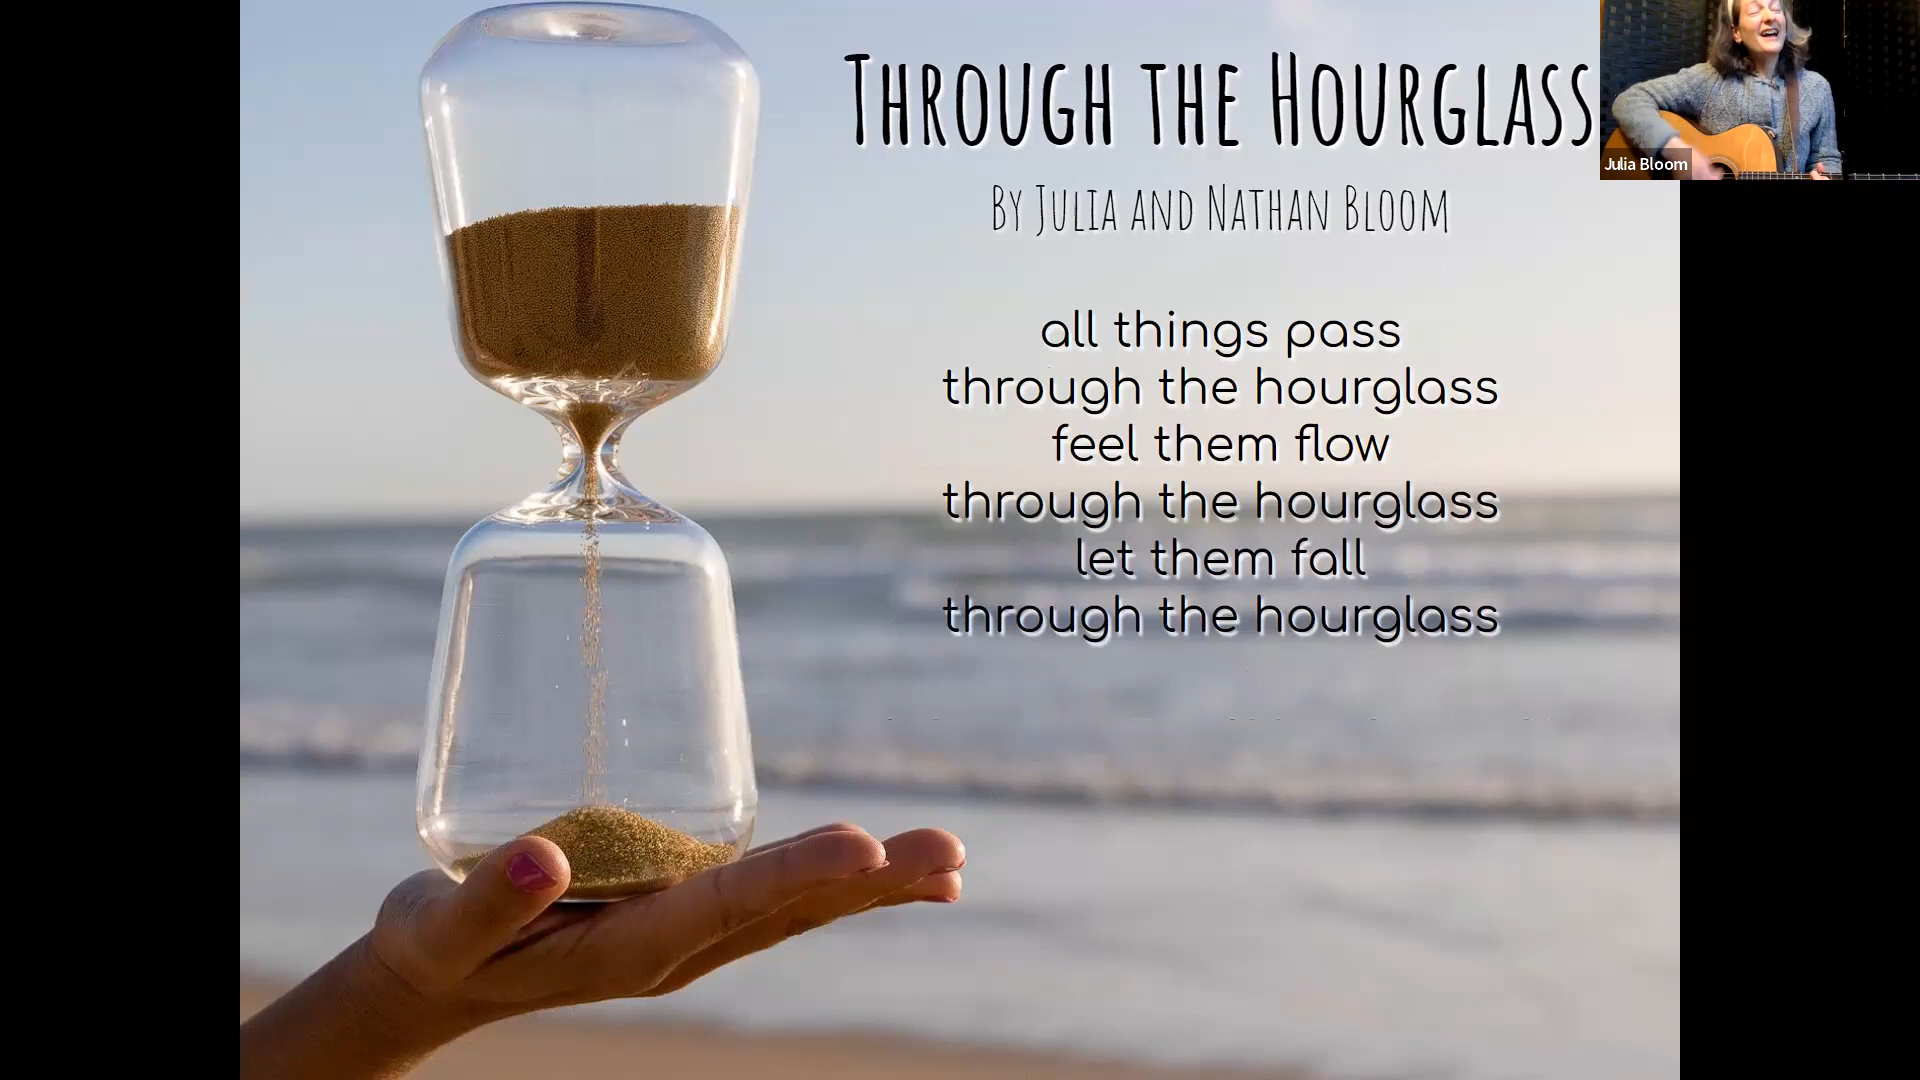 Through the Hourglass
By Julia and Nathan Bloom
all things pass
through the hourglass
feel them flow
through the hourglass
let them fall
through the hourglass
Julia Bloom